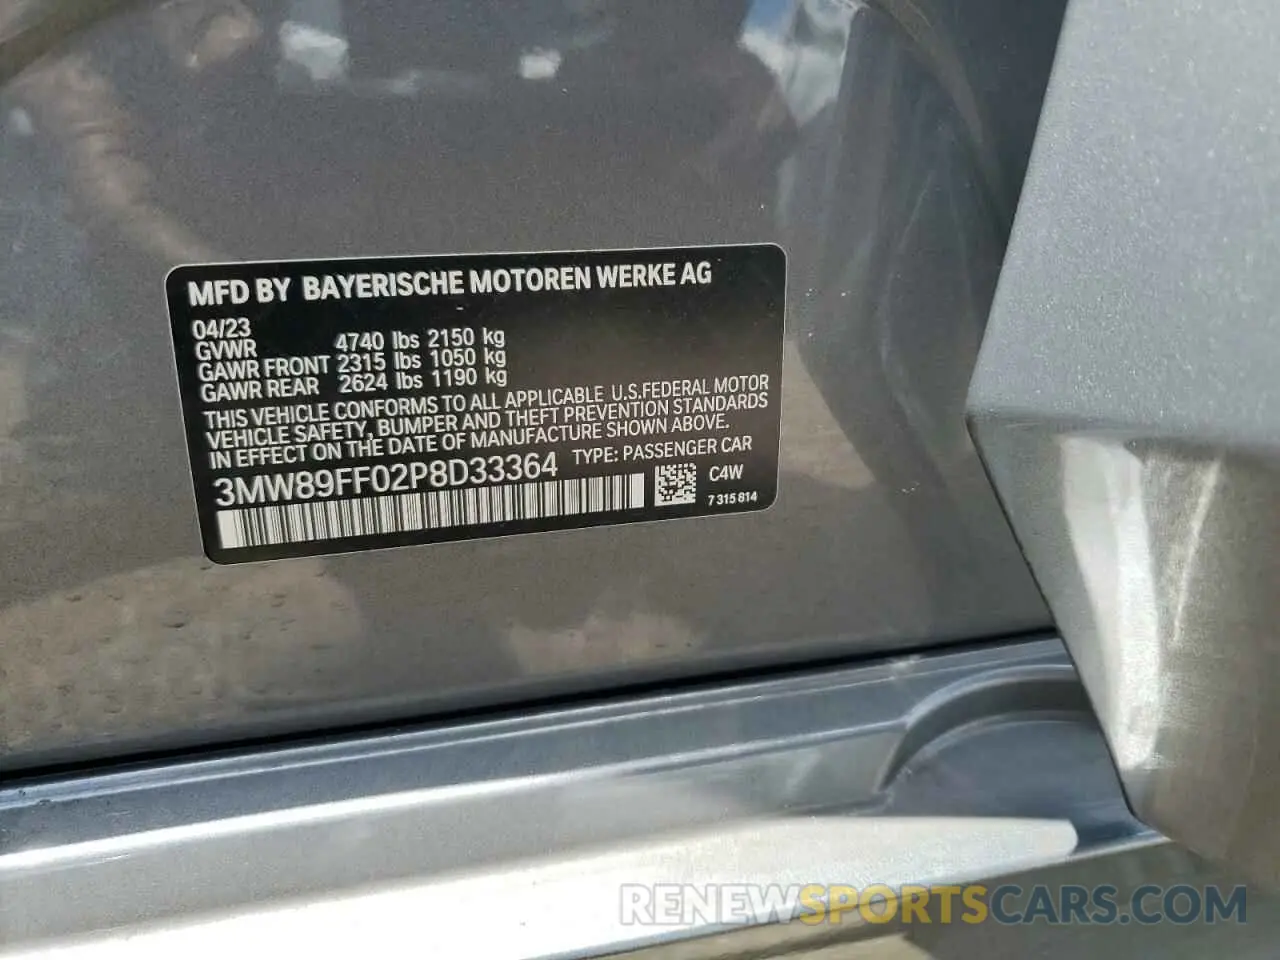 MFD BY BAYERISCHE MOTOREN WERKE AG
04/23
GVWR 4740 lbs 2150 kg
GAWR FRONT 2315 lbs 1050 kg
GAWR REAR 2624 lbs 1190 kg
THIS VEHICLE CONFORMS TO ALL APPLICABLE U.S.FEDERAL MOTOR
VEHICLE SAFETY, BUMPER AND THEFT PREVENTION STANDARDS
IN EFFECT ON THE DATE OF MANUFACTURE SHOWN ABOVE.
3MW89FF02P8D33364 TYPE: PASSENGER CAR
C4W
7 315 814
RENEWSPORTSCARS.COM